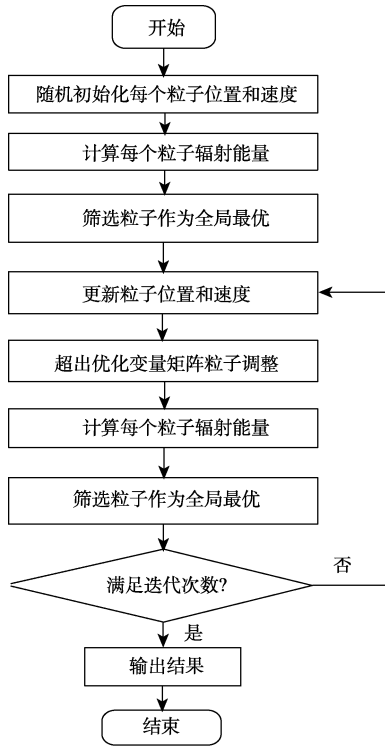 开始
随机初始化每个粒子位置和速度
计算每个粒子辐射能量
筛选粒子作为全局最优
更新粒子位置和速度
超出优化变量矩阵粒子调整
计算每个粒子辐射能量
筛选粒子作为全局最优
满足迭代次数?
否
是
输出结果
结束